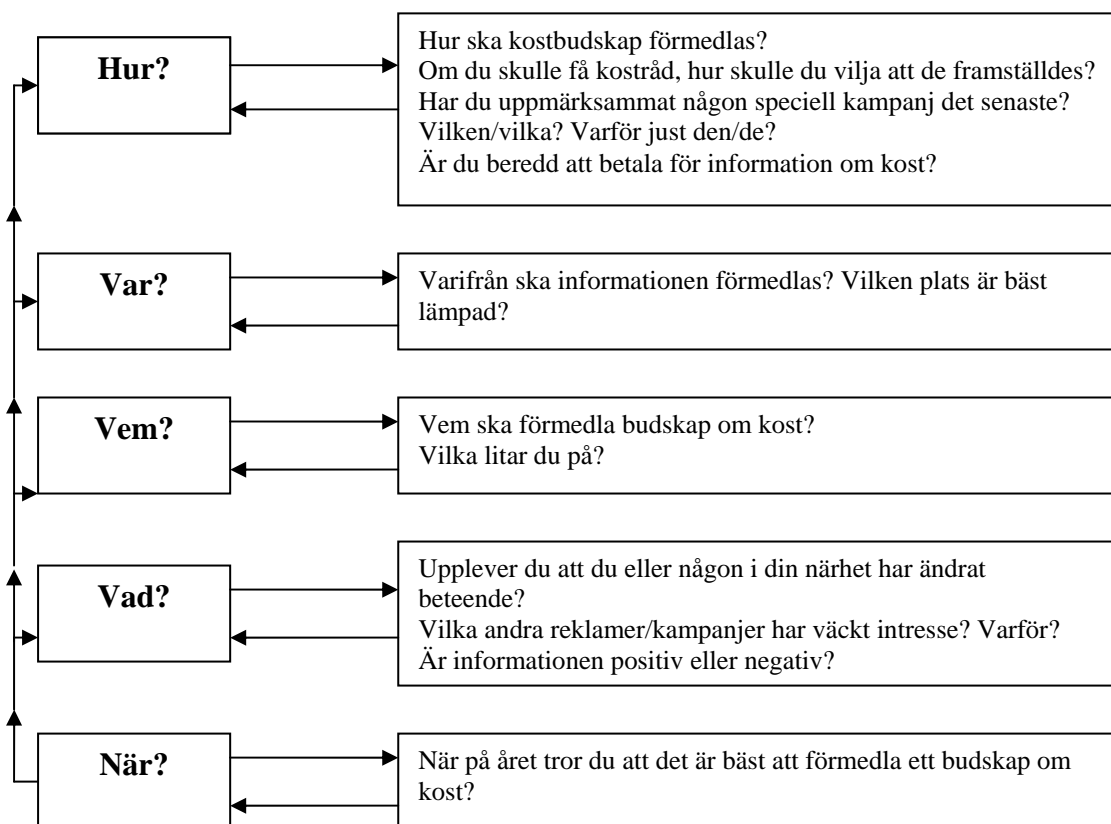 Hur?
Hur ska kostbudskap förmedlas?
Om du skulle få kostråd, hur skulle du vilja att de framställdes?
Har du uppmärksammat någon speciell kampanj det senaste?
Vilken/vilka? Varför just den/de?
Är du beredd att betala för information om kost?
Var?
Varifrån ska informationen förmedlas? Vilken plats är bäst
lämpad?
Vem?
Vem ska förmedla budskap om kost?
Vilka litar du på?
Vad?
Upplever du att du eller någon i din närhet har ändrat
beteende?
Vilka andra reklamer/kampanjer har väckt intresse? Varför?
Är informationen positiv eller negativ?
När?
När på året tror du att det är bäst att förmedla ett budskap om
kost?